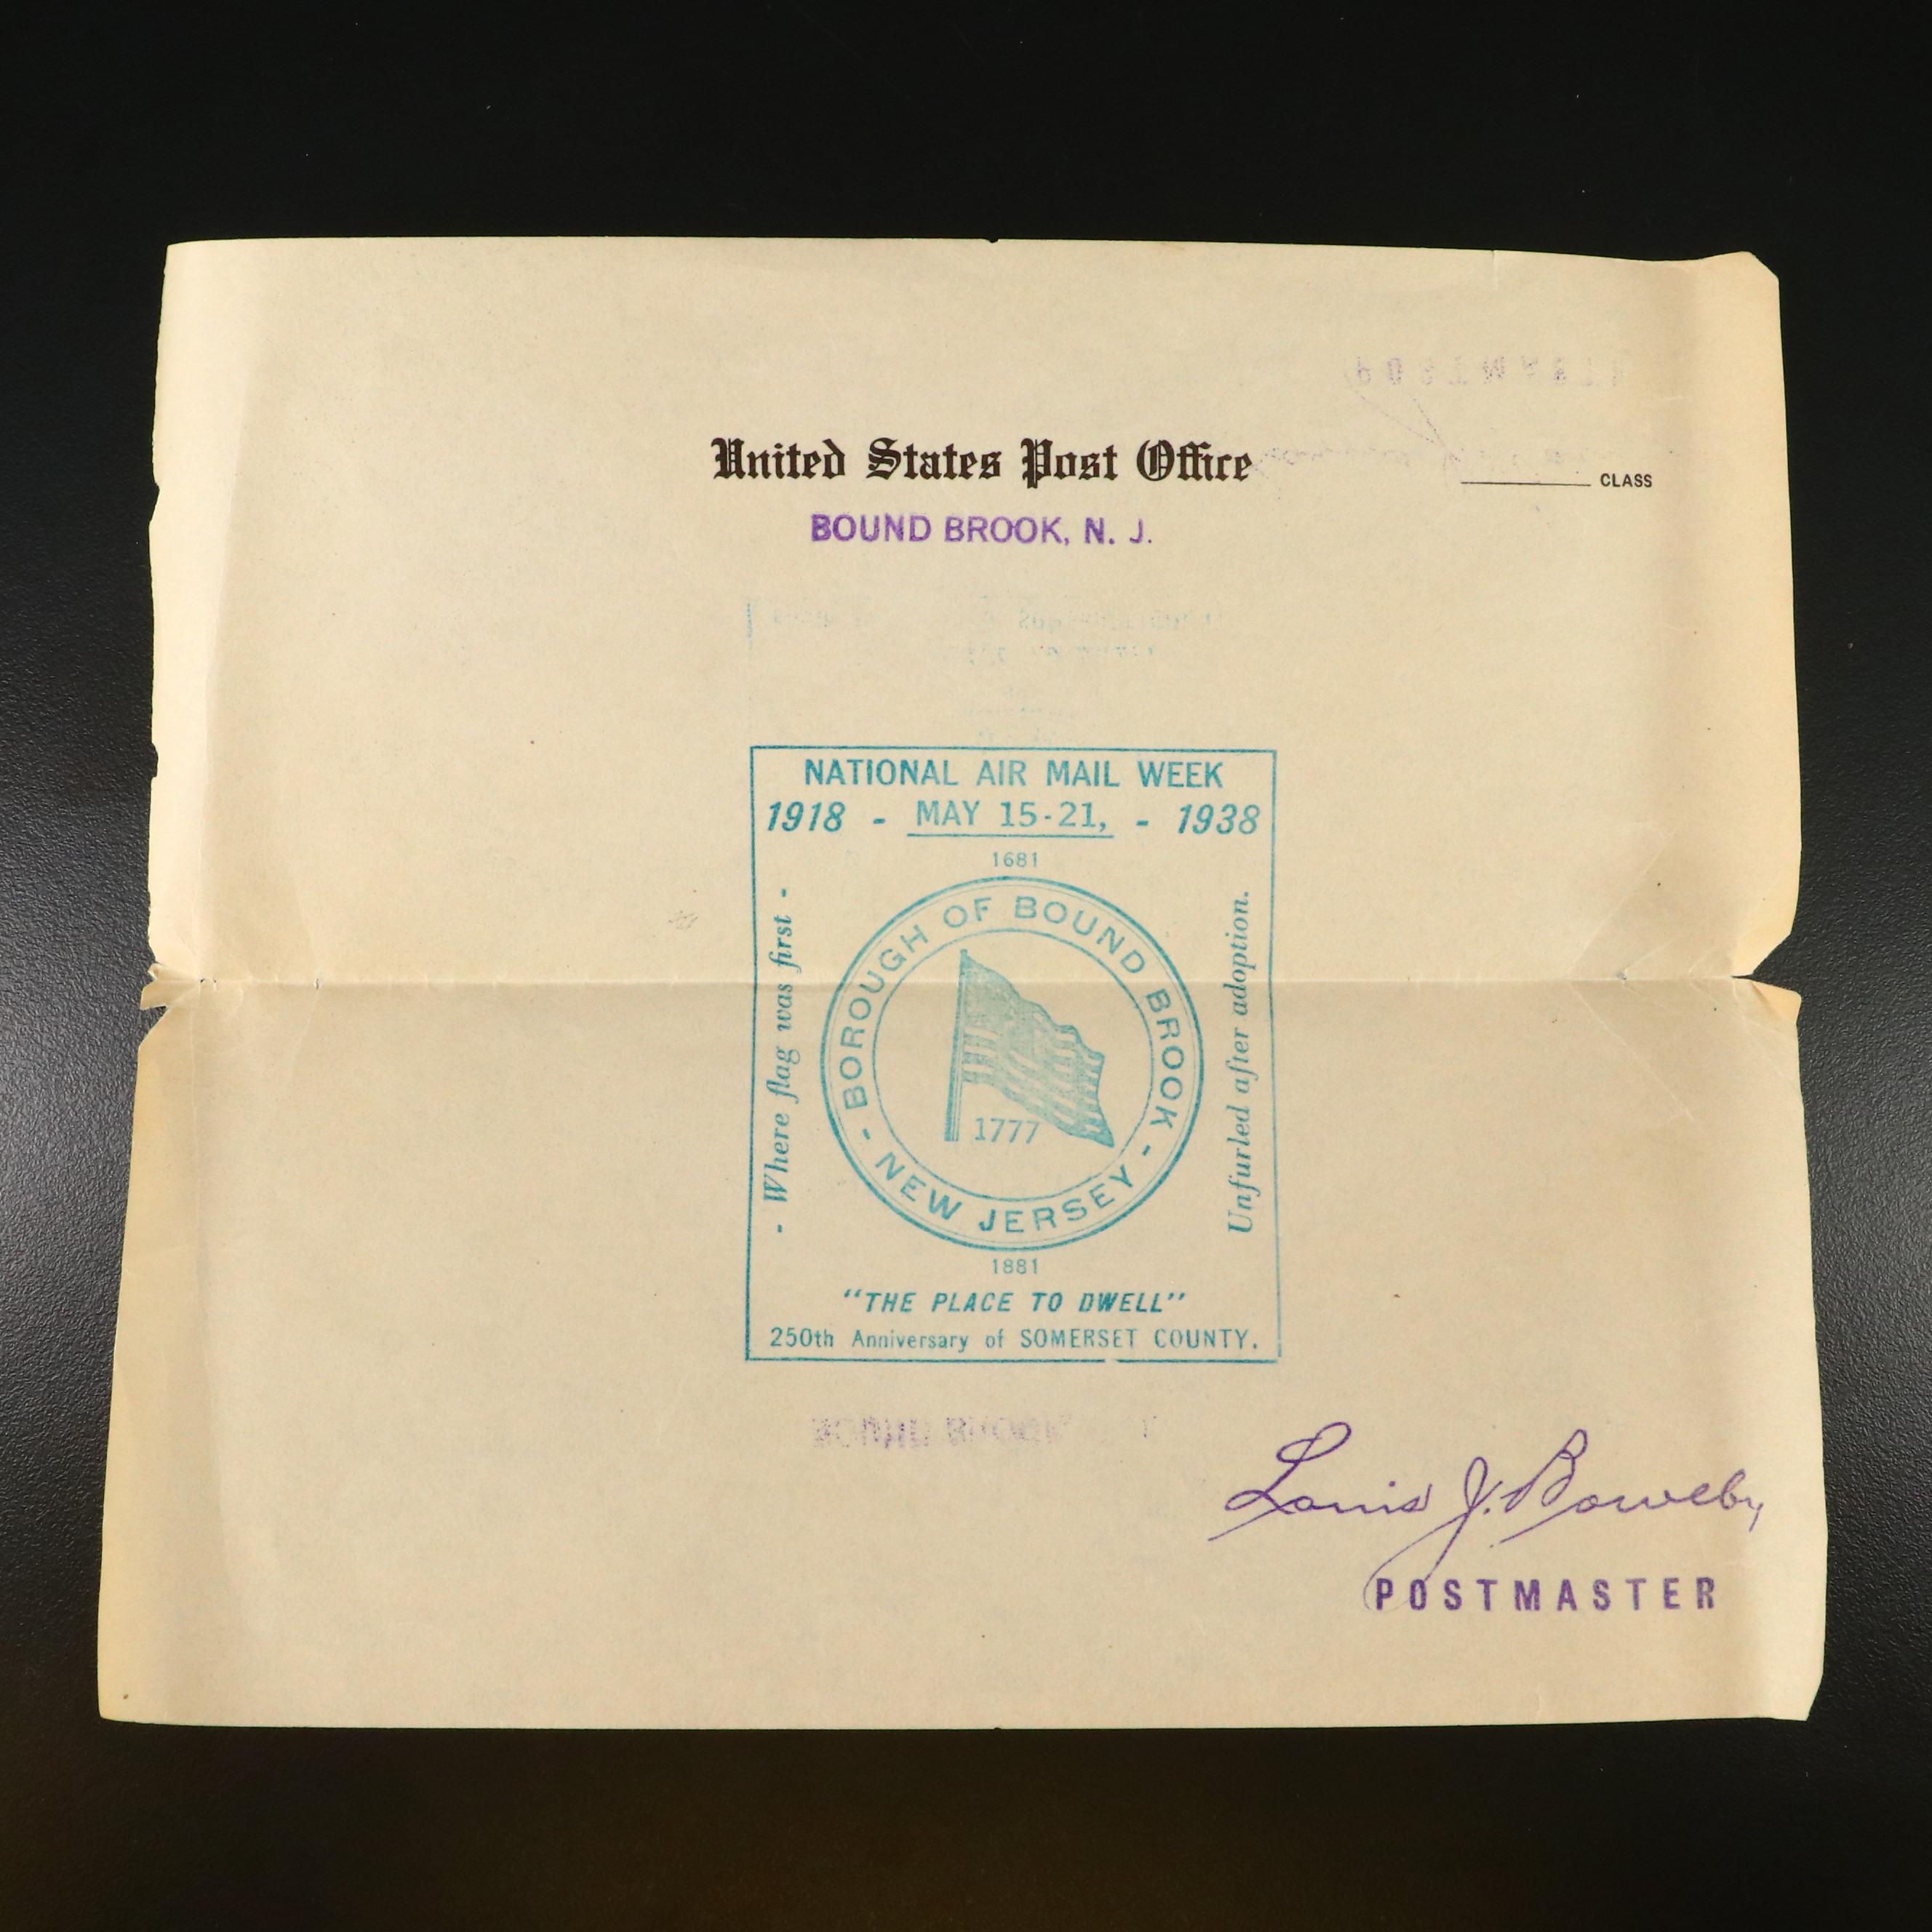 United States Post Office
CLASS
BOUND BROOK, N. J.
NATIONAL AIR MAIL WEEK
1918 - MAY 15-21, - 1938
1681
- Where flag was first -
BOROUGH OF BOUND BROOK
- NEW JERSEY -
1777
Unfurled after adoption.
1881
"THE PLACE TO DWELL"
250th Anniversary of SOMERSET COUNTY.
Louis J. Bowlby
POSTMASTER